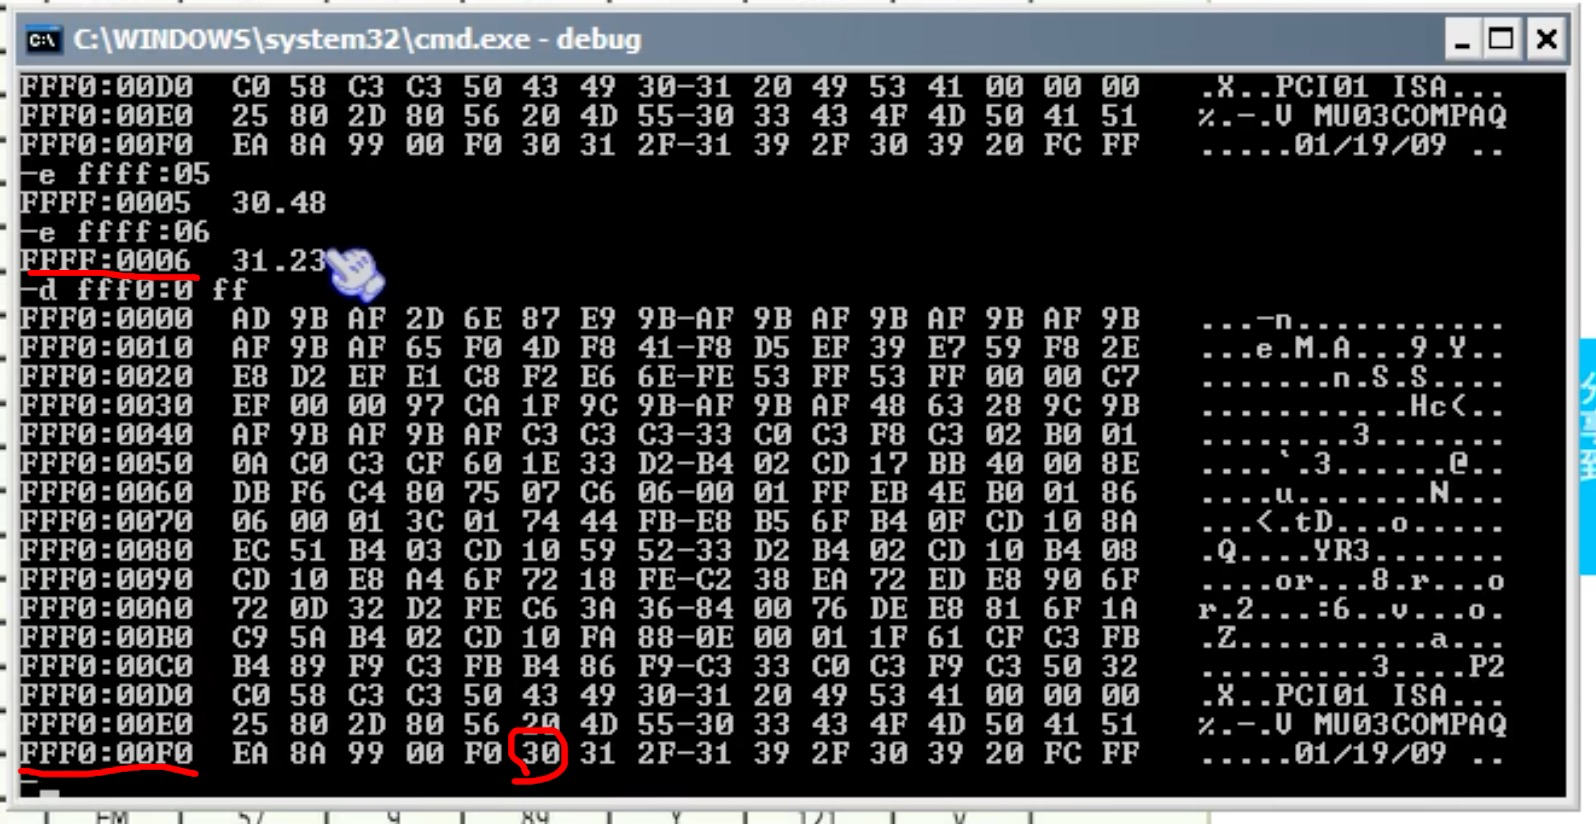 C:\WINDOWS\system32\cmd.exe - debug
FFF0:00D0 C0 58 C3 C3 50 43 49 30-31 20 49 53 41 00 00 00 .X..PCI01 ISA...
FFF0:00E0 25 80 2D 80 56 20 4D 55-30 33 43 4F 4D 50 41 51 %.-.V MU03COMPAQ
FFF0:00F0 EA 8A 99 00 F0 30 31 2F-31 39 2F 30 39 20 FC FF .....01/19/09 ..
-e ffff:05
FFFF:0005 30.48
-e ffff:06
FFFF:0006 31.23
-d fff0:0 ff
FFF0:0000 AD 9B AF 2D 6E 87 E9 9B-AF 9B AF 9B AF 9B AF 9B ...-n...........
FFF0:0010 AF 9B AF 65 F0 4D F8 41-F8 D5 EF 39 E7 59 F8 2E ...e.M.A...9.Y..
FFF0:0020 E8 D2 EF E1 C8 F2 E6 6E-FE 53 FF 53 FF 00 00 C7 .......n.S.S....
FFF0:0030 EF 00 00 97 CA 1F 9C 9B-AF 9B AF 48 63 28 9C 9B ...........Hc(..
FFF0:0040 AF 9B AF 9B AF C3 C3 C3-33 C0 C3 F8 C3 02 B0 01 ........3.......
FFF0:0050 0A C0 C3 CF 60 1E 33 D2-B4 02 CD 17 BB 40 00 8E ....`.3......@..
FFF0:0060 DB F6 C4 80 75 07 C6 06-00 01 FF EB 4E B0 01 86 ....u.......N...
FFF0:0070 06 00 01 3C 01 74 44 FB-E8 B5 6F B4 0F CD 10 8A ...<.tD...o.....
FFF0:0080 EC 51 B4 03 CD 10 59 52-33 D2 B4 02 CD 10 B4 08 .Q....YR3.......
FFF0:0090 CD 10 E8 A4 6F 72 18 FE-C2 38 EA 72 ED E8 90 6F ....or...8.r...o
FFF0:00A0 72 0D 32 D2 FE C6 3A 36-84 00 76 DE E8 81 6F 1A r.2...:6..v...o.
FFF0:00B0 C9 5A B4 02 CD 10 FA 88-0E 00 01 1F 61 CF C3 FB .Z..........a...
FFF0:00C0 B4 89 F9 C3 FB B4 86 F9-C3 33 C0 C3 F9 C3 50 32 .........3....P2
FFF0:00D0 C0 58 C3 C3 50 43 49 30-31 20 49 53 41 00 00 00 .X..PCI01 ISA...
FFF0:00E0 25 80 2D 80 56 20 4D 55-30 33 43 4F 4D 50 41 51 %.-.V MU03COMPAQ
FFF0:00F0 EA 8A 99 00 F0 30 31 2F-31 39 2F 30 39 20 FC FF .....01/19/09 ..
-
EM 57 9 89 Y 121